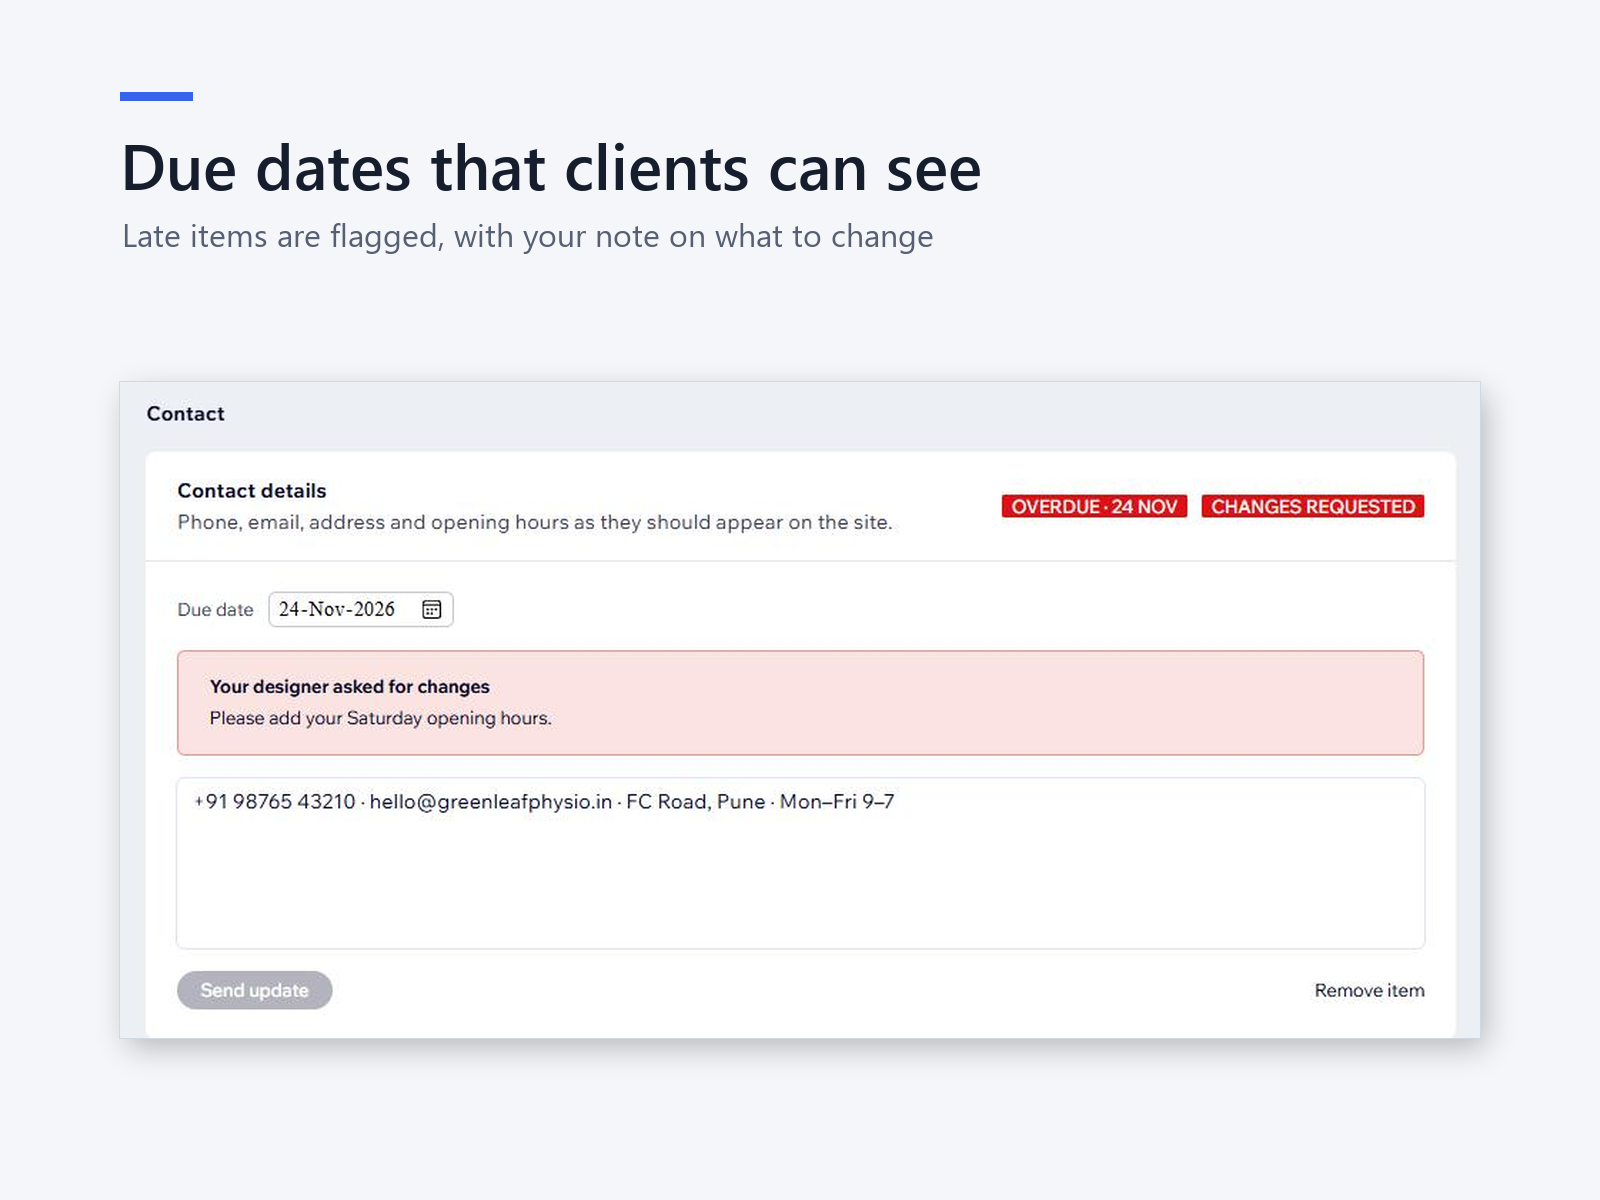 Due dates that clients can see
Late items are flagged, with your note on what to change
Contact
Contact details
Phone, email, address and opening hours as they should appear on the site.
OVERDUE · 24 NOV
CHANGES REQUESTED
Due date
24-Nov-2026
Your designer asked for changes
Please add your Saturday opening hours.
+91 98765 43210 · hello@greenleafphysio.in · FC Road, Pune · Mon–Fri 9–7
Send update
Remove item